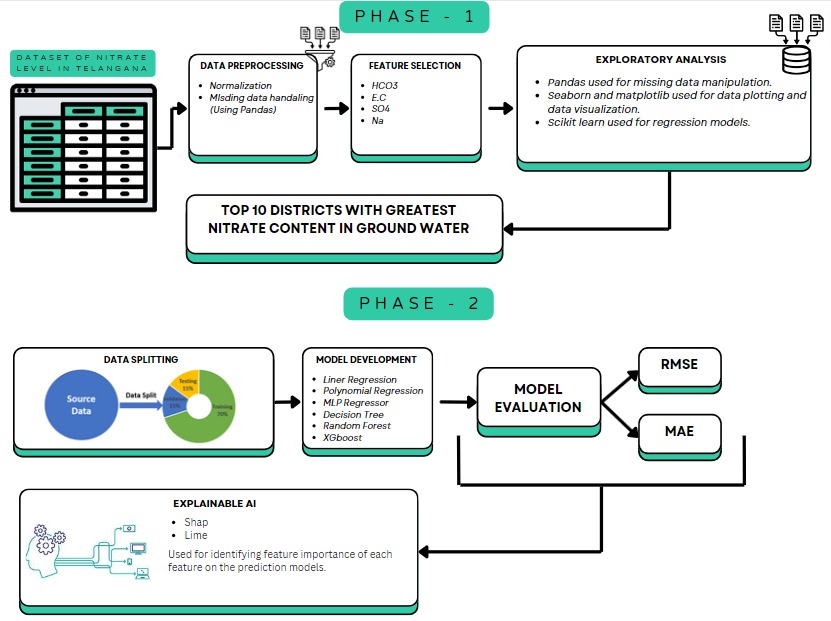 PHASE - 1
DATASET OF NITRATE
LEVEL IN TELANGANA
DATA PREPROCESSING
• Normalization
• MIsding data handaling
(Using Pandas)
FEATURE SELECTION
• HCO3
• E.C
• SO4
• Na
EXPLORATORY ANALYSIS
• Pandas used for missing data manipulation.
• Seaborn and matplotlib used for data plotting and
data visualization.
• Scikit learn used for regression models.
TOP 10 DISTRICTS WITH GREATEST
NITRATE CONTENT IN GROUND WATER
PHASE - 2
DATA SPLITTING
Source
Data
Data Split
Testing
15%
Validation
15%
Training
70%
MODEL DEVELOPMENT
• Liner Regression
• Polynomial Regression
• MLP Regressor
• Decision Tree
• Random Forest
• XGboost
MODEL
EVALUATION
RMSE
MAE
EXPLAINABLE AI
• Shap
• Lime
Used for identifying feature importance of each
feature on the prediction models.